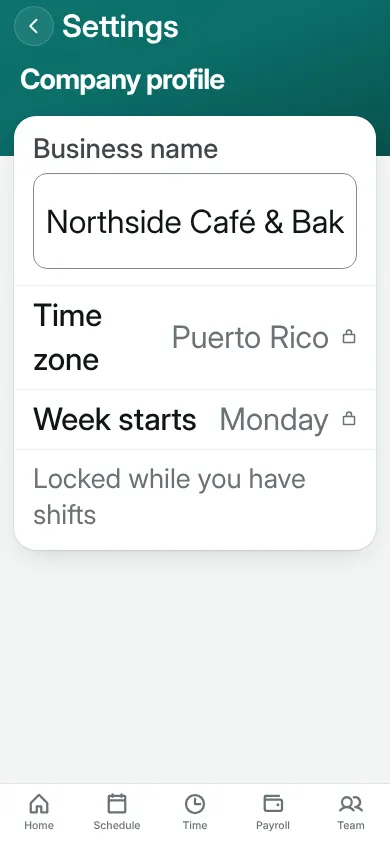 Settings
Company profile
Business name
Northside Café & Bak
Time
zone
Puerto Rico
Week starts
Monday
Locked while you have
shifts
Home
Schedule
Time
Payroll
Team